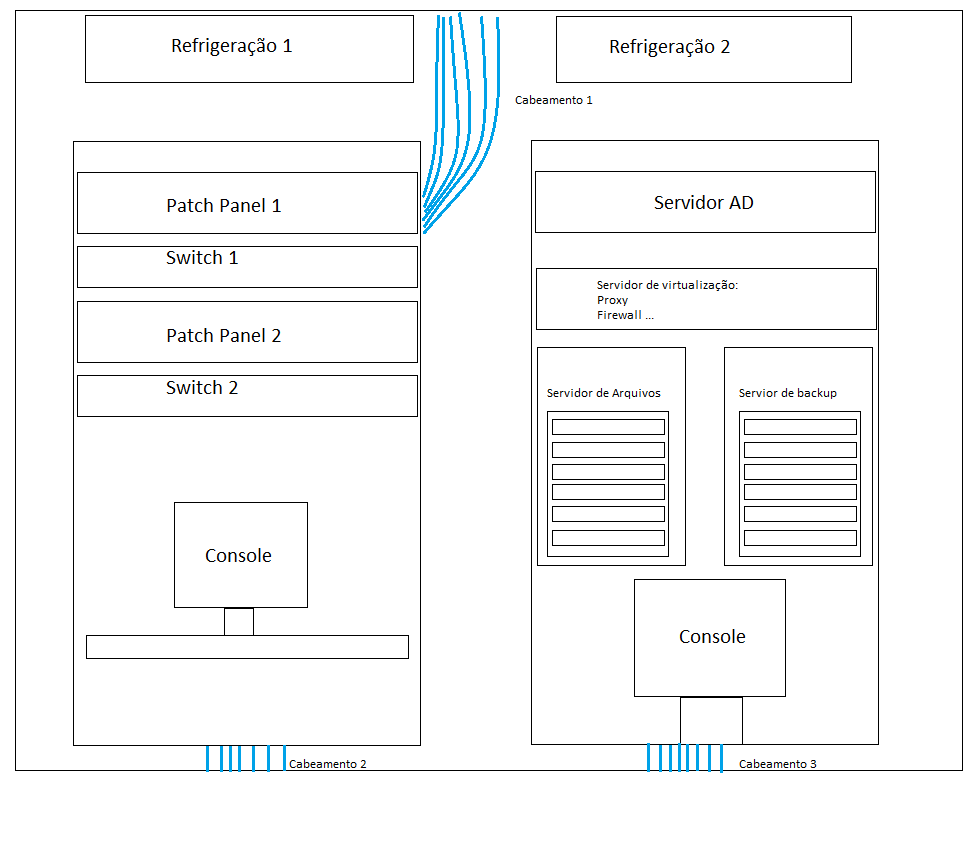 Refrigeração 1
Refrigeração 2
Cabeamento 1
Patch Panel 1
Switch 1
Patch Panel 2
Switch 2
Console
Cabeamento 2
Servidor AD
Servidor de virtualização:
Proxy
Firewall ...
Servidor de Arquivos
Servior de backup
Console
Cabeamento 3